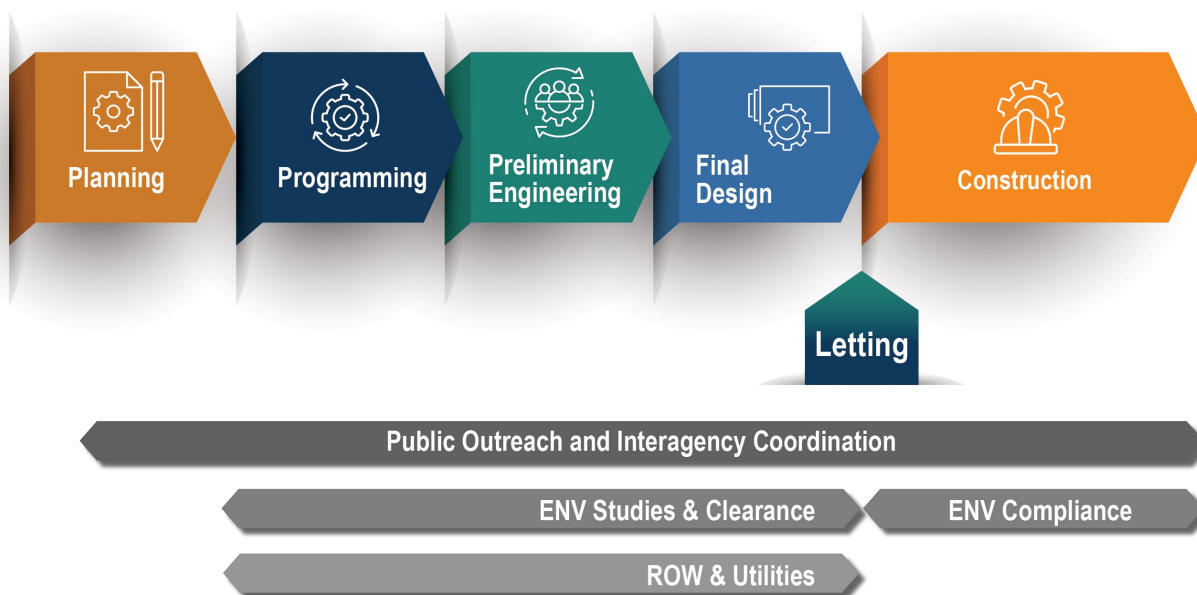 Planning
Programming
Preliminary
Engineering
Final
Design
Construction
Letting
Public Outreach and Interagency Coordination
ENV Studies & Clearance
ENV Compliance
ROW & Utilities